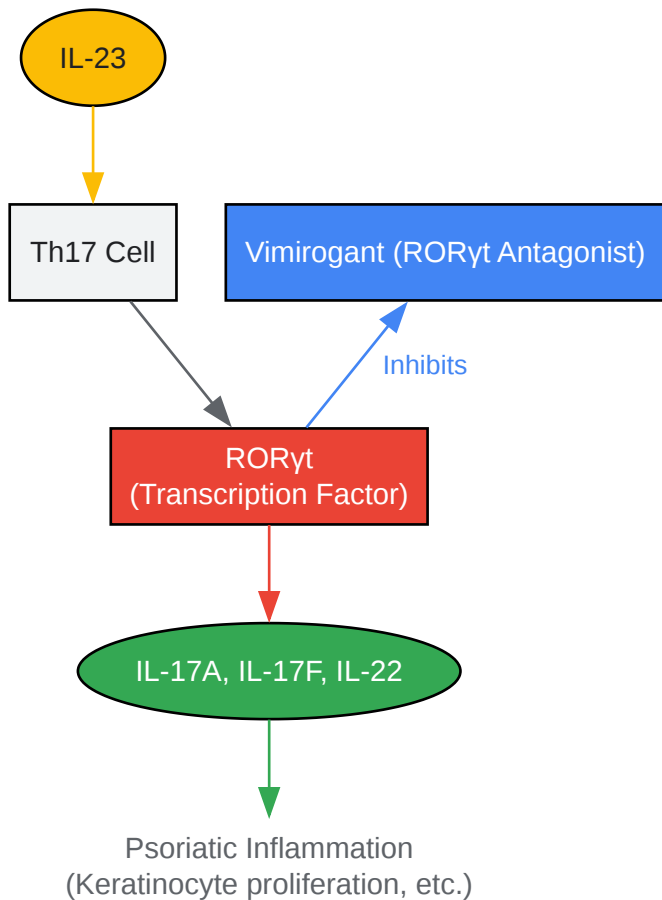 IL-23
Th17 Cell
Vimirogant (RORγt Antagonist)
Inhibits
RORγt
(Transcription Factor)
IL-17A, IL-17F, IL-22
Psoriatic Inflammation
(Keratinocyte proliferation, etc.)